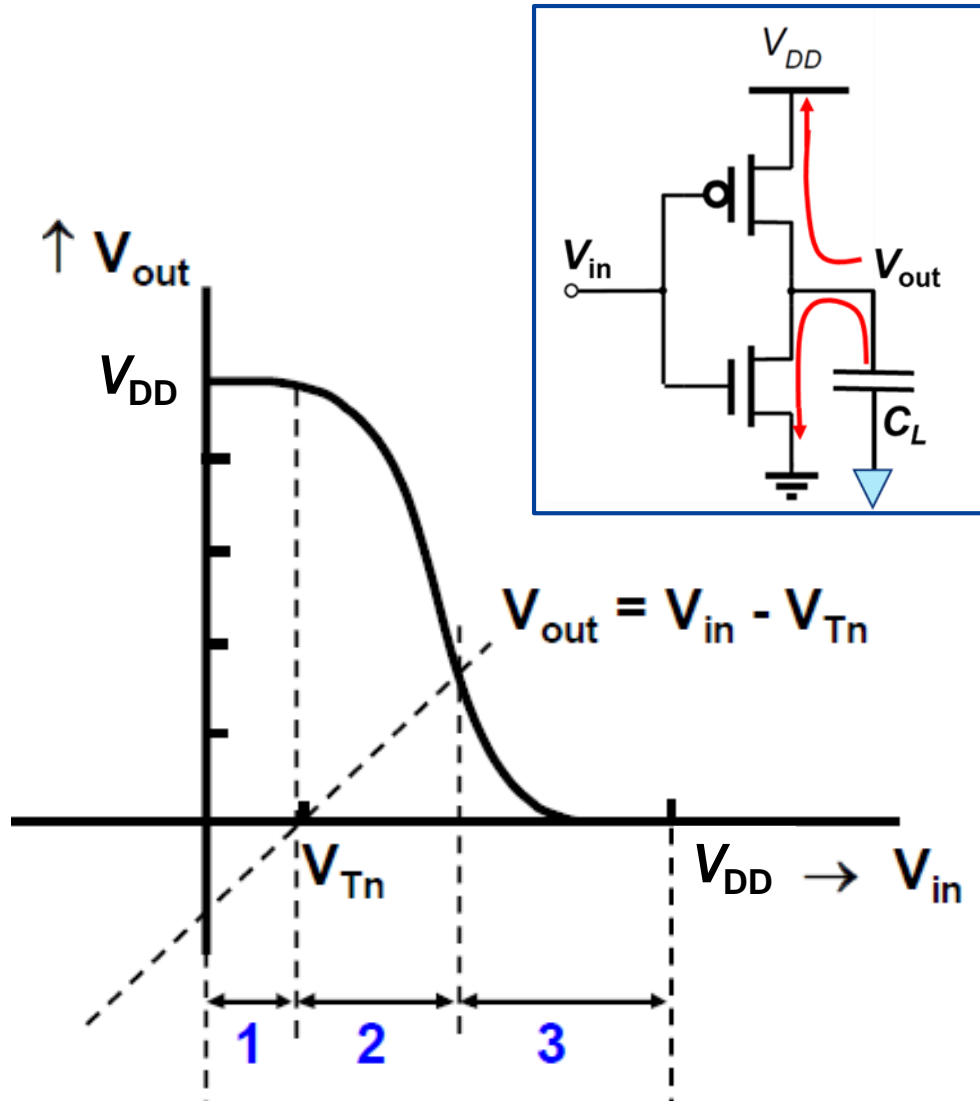 V_DD
V_in
V_out
C_L
↑ V_out
V_DD
V_out = V_in - V_Tn
V_Tn
V_DD → V_in
1 2 3